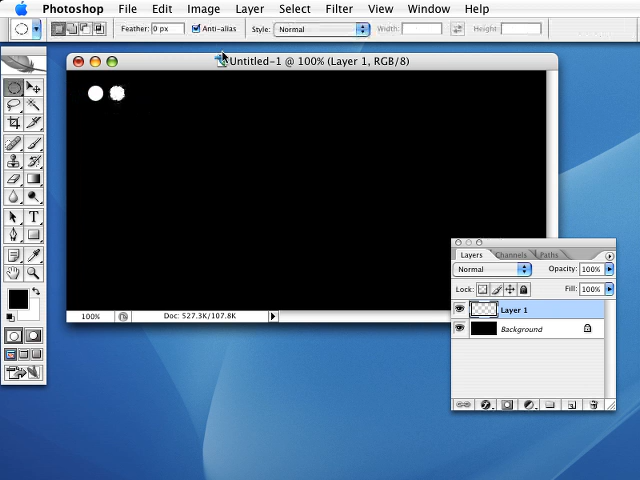 Photoshop File Edit Image Layer Select Filter View Window Help
Feather: 0 px Anti-alias Style: Normal Width: Height:
Untitled-1 @ 100% (Layer 1, RGB/8)
T
Layers Channels Paths
Normal Opacity: 100%
Lock: Fill: 100%
Layer 1
Background
100% Doc: 527.3K/107.8K